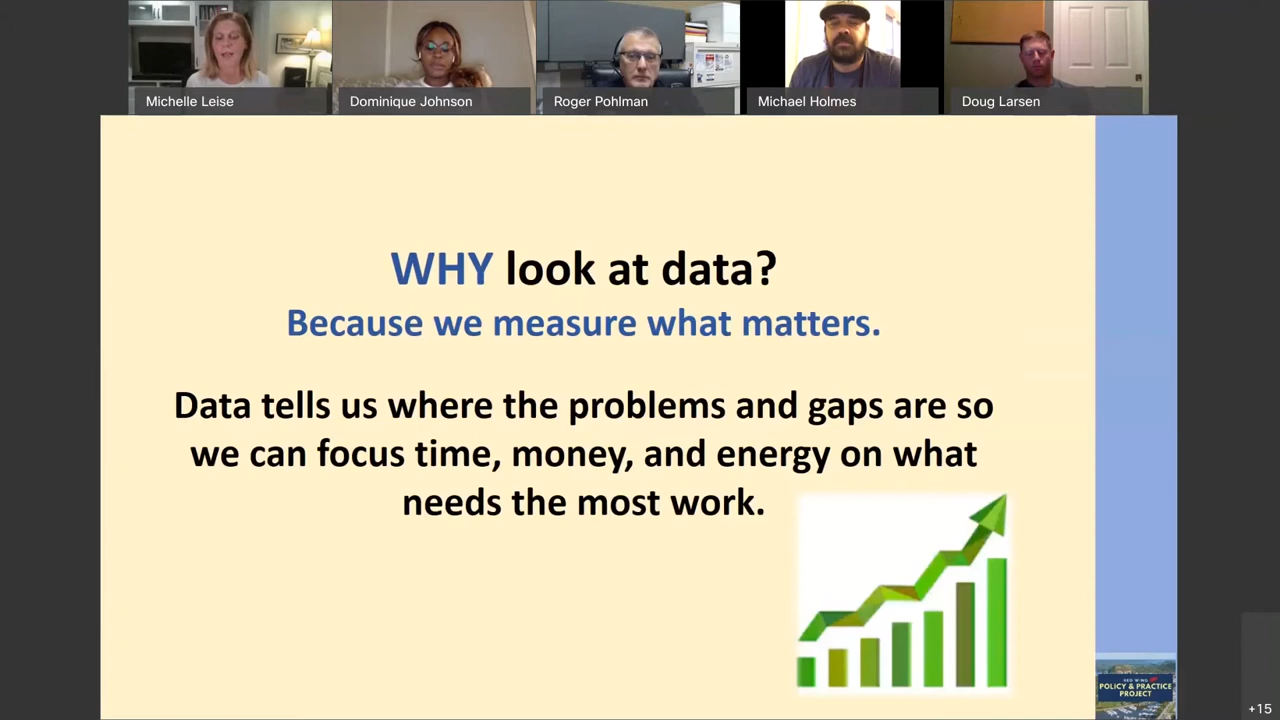 Michelle Leise
Dominique Johnson
Roger Pohlman
Michael Holmes
Doug Larsen
WHY look at data?
Because we measure what matters.
Data tells us where the problems and gaps are so
we can focus time, money, and energy on what
needs the most work.
RED WING
POLICY & PRACTICE
PROJECT
+15